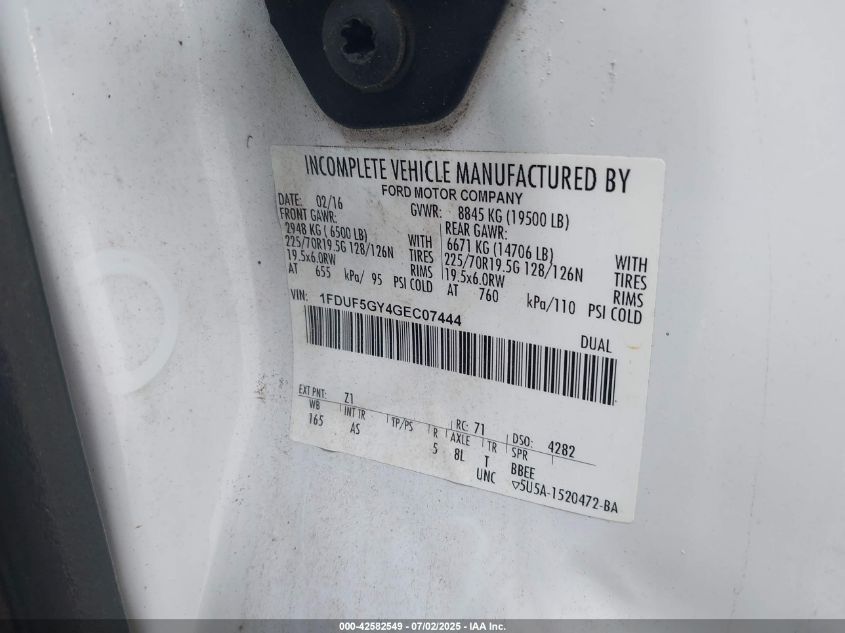 INCOMPLETE VEHICLE MANUFACTURED BY
FORD MOTOR COMPANY
DATE: 02/16 GVWR: 8845 KG (19500 LB)
FRONT GAWR: REAR GAWR:
2948 KG ( 6500 LB) WITH 6671 KG (14706 LB) WITH
225/70R19.5G 128/126N TIRES 225/70R19.5G 128/126N TIRES
19.5x6.0RW RIMS 19.5x6.0RW RIMS
AT 655 kPa/ 95 PSI COLD AT 760 kPa/110 PSI COLD
VIN: 1FDUF5GY4GEC07444
DUAL
EXT PNT: Z1 RC: 71 DSO: 4282
WB INT TR TP/PS R AXLE TR SPR
165 AS 5 8L T BBEE
UNC ▽5U5A-1520472-BA
000-42582549 - 07/02/2025 - IAA Inc.